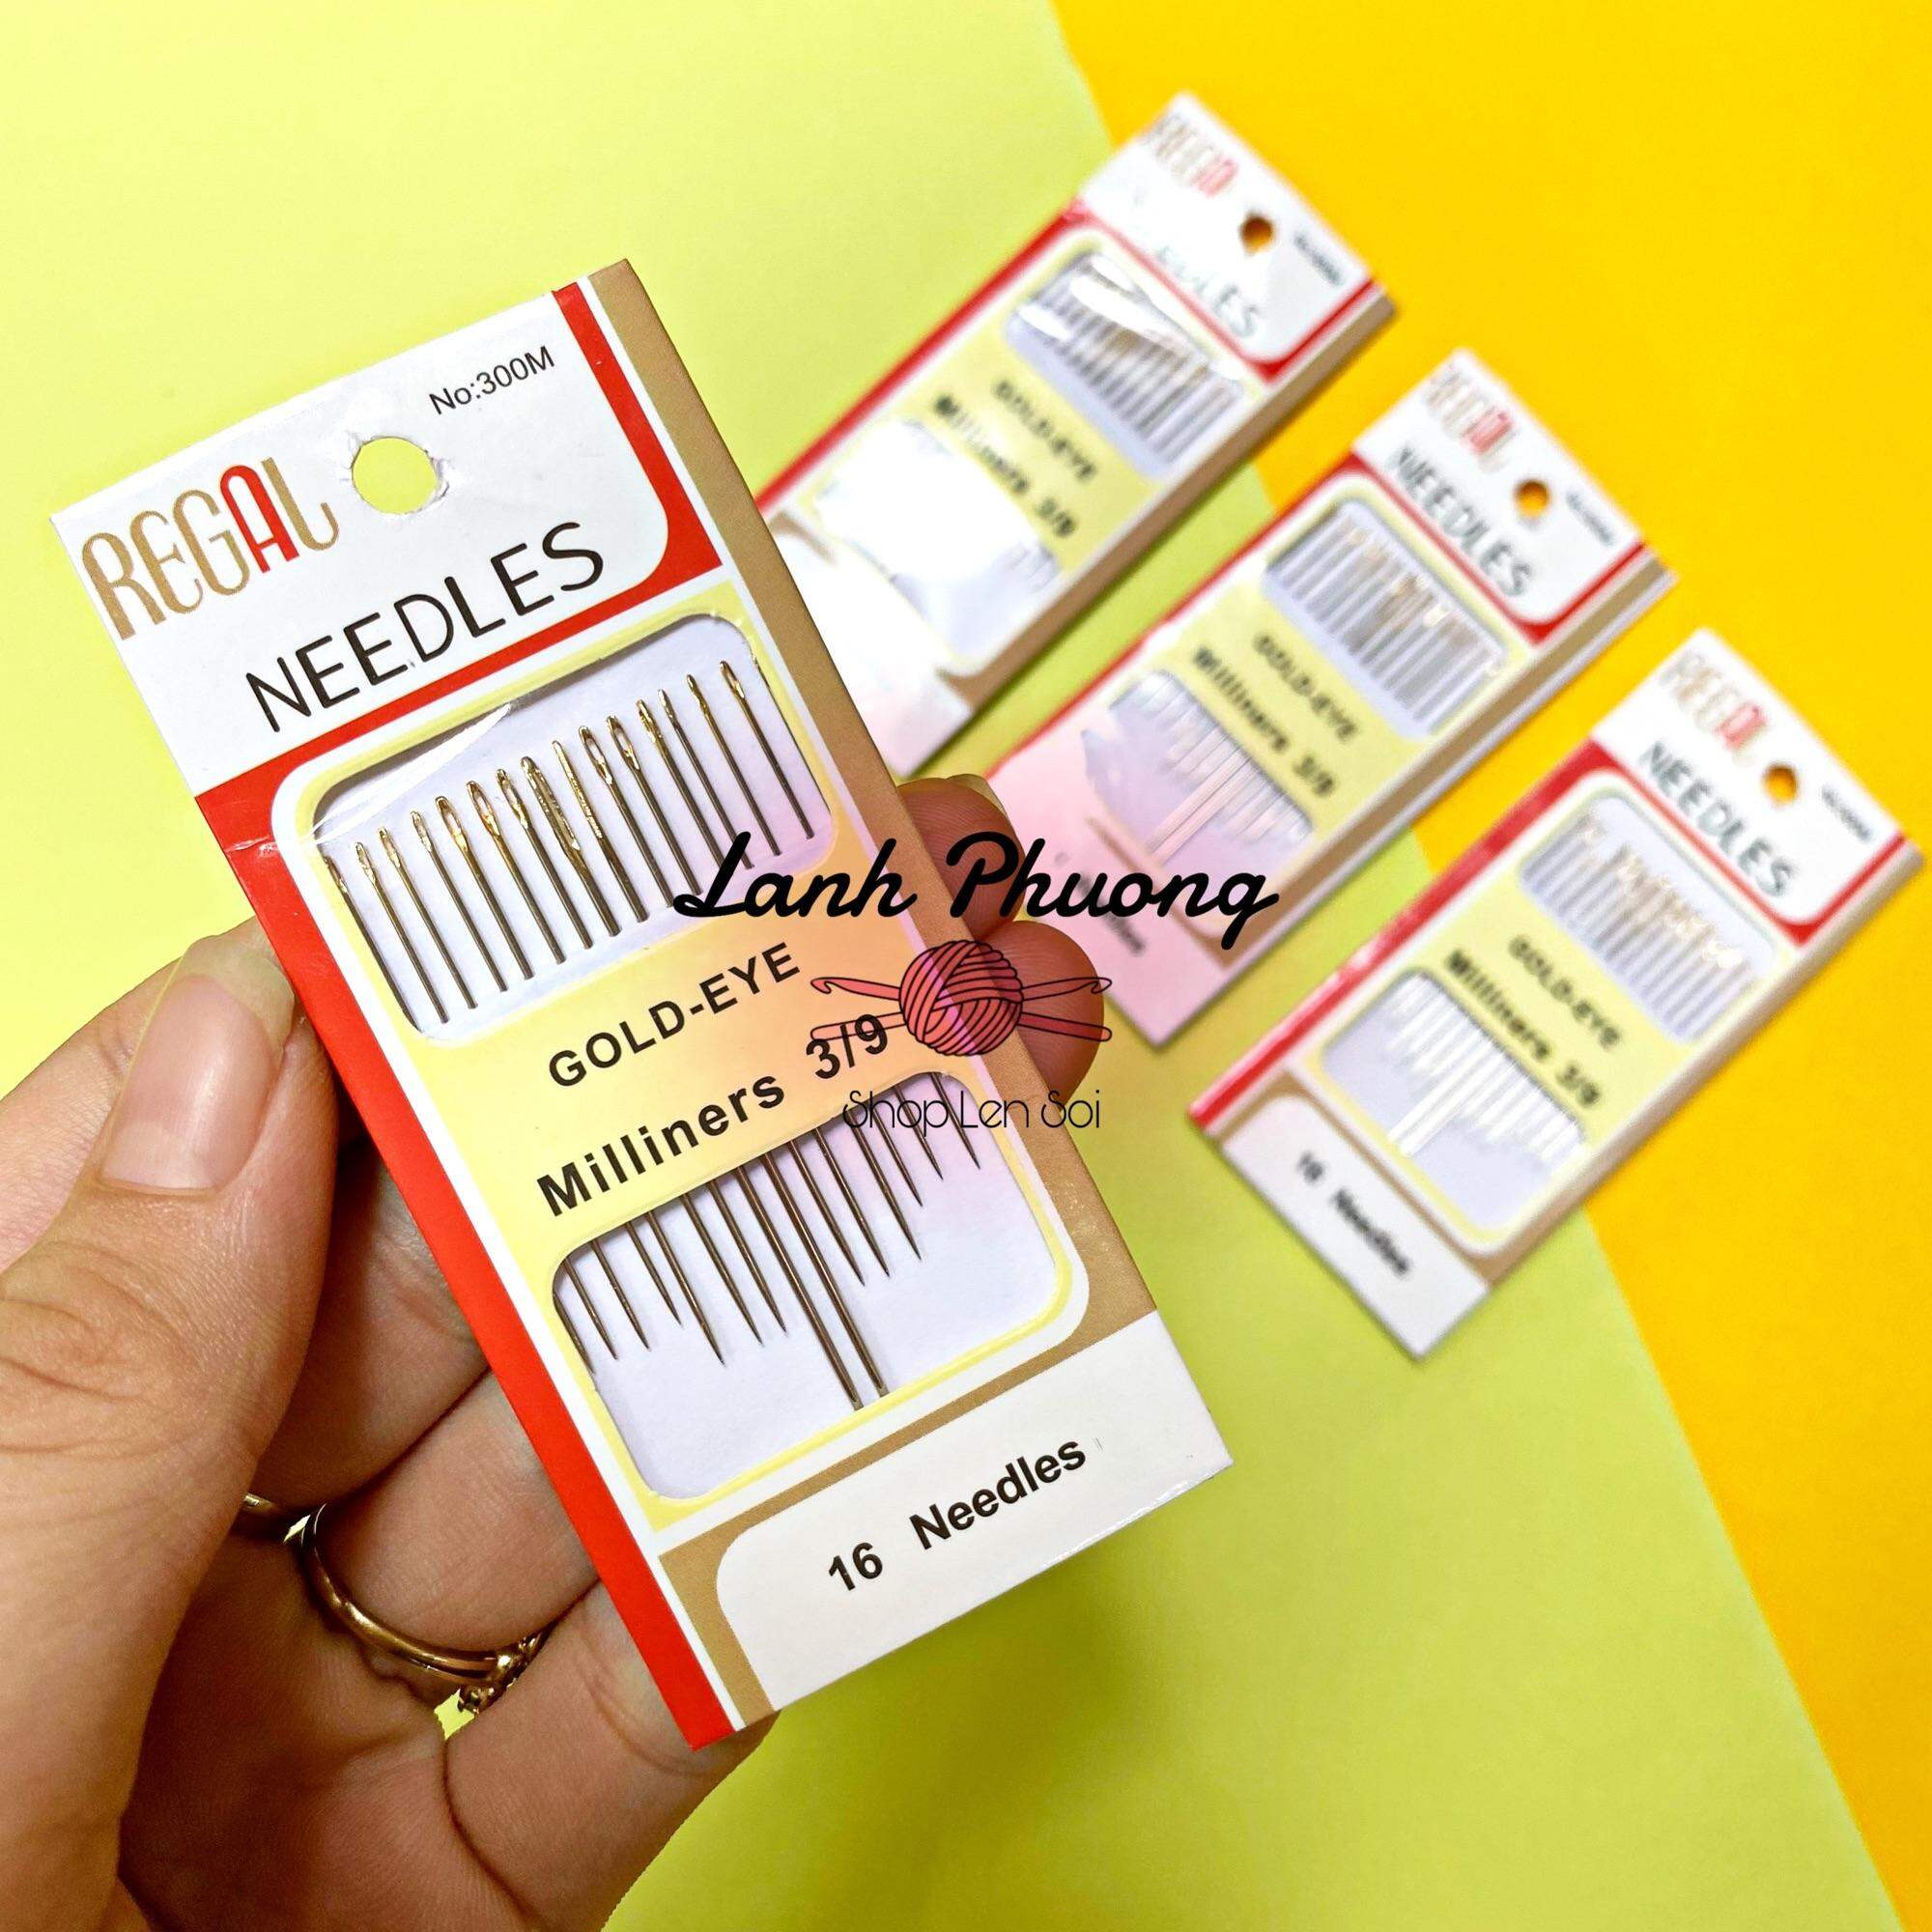 No:300M
REGAL
NEEDLES
GOLD-EYE
Milliners 3/9
16 Needles
Lanh Phuong
Shop Len Soi
REGAL
NEEDLES
GOLD-EYE
Milliners 3/9
REGAL
NEEDLES
GOLD-EYE
Milliners 3/9
REGAL
NEEDLES
GOLD-EYE
Milliners 3/9
16 Needles